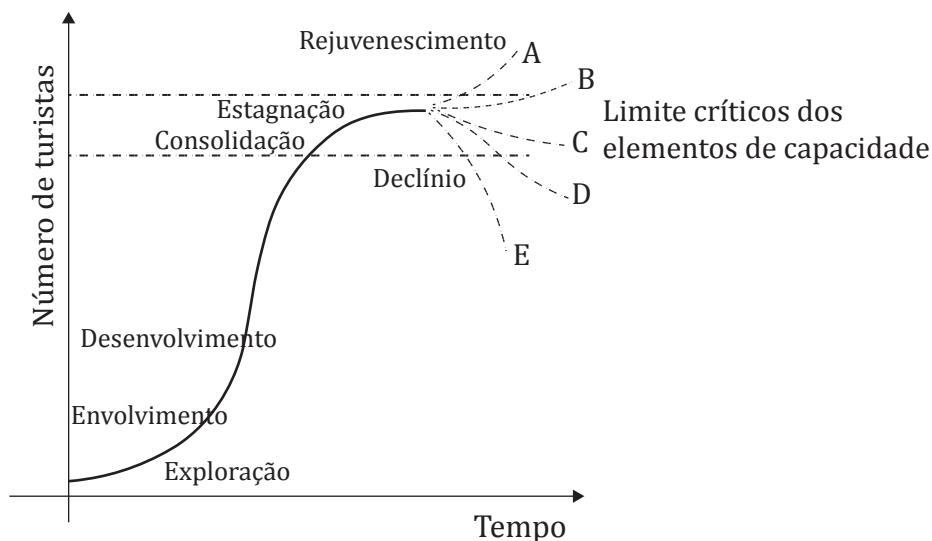 Rejuvenescimento
A
B
Estagnação
Limite críticos dos
Consolidação
elementos de capacidade
C
Declínio
D
E
Número de turistas
Desenvolvimento
Envolvimento
Exploração
Tempo